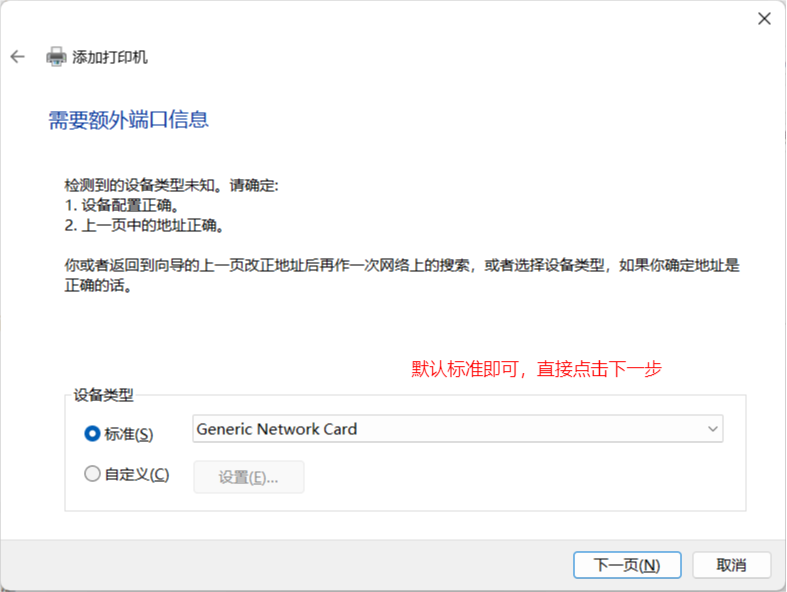 添加打印机
需要额外端口信息
检测到的设备类型未知。请确定:
1. 设备配置正确。
2. 上一页中的地址正确。
你或者返回到向导的上一页改正地址后再作一次网络上的搜索，或者选择设备类型，如果你确定地址是
正确的话。
默认标准即可，直接点击下一步
设备类型
标准(S) Generic Network Card
自定义(C) 设置(E)...
下一页(N) 取消